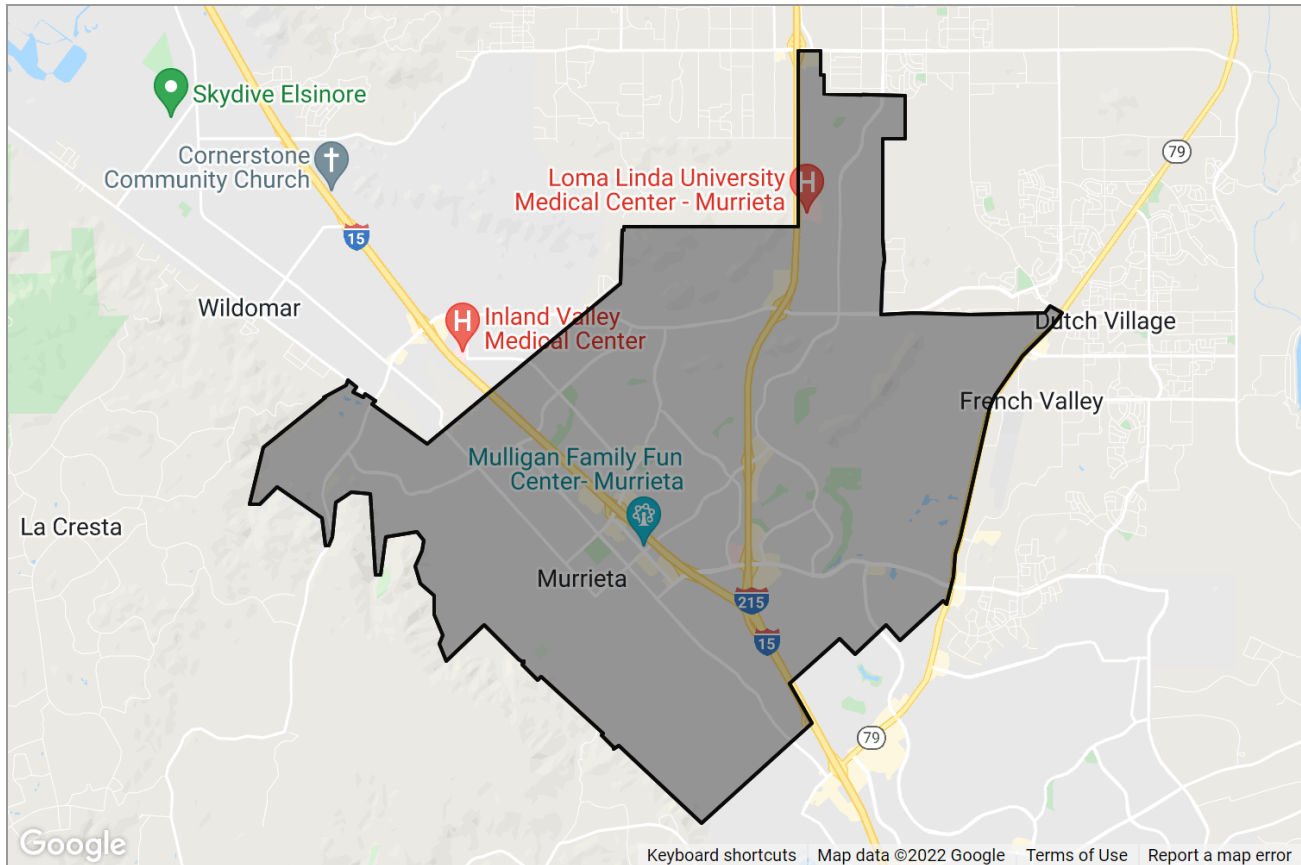 Skydive Elsinore
Cornerstone
Community Church
79
Loma Linda University
Medical Center - Murrieta
H
15
Wildomar
H
Inland Valley
Medical Center
Dutch Village
French Valley
Mulligan Family Fun
Center- Murrieta
La Cresta
Murrieta
215
15
79
Google
Keyboard shortcuts
Map data ©2022 Google
Terms of Use
Report a map error